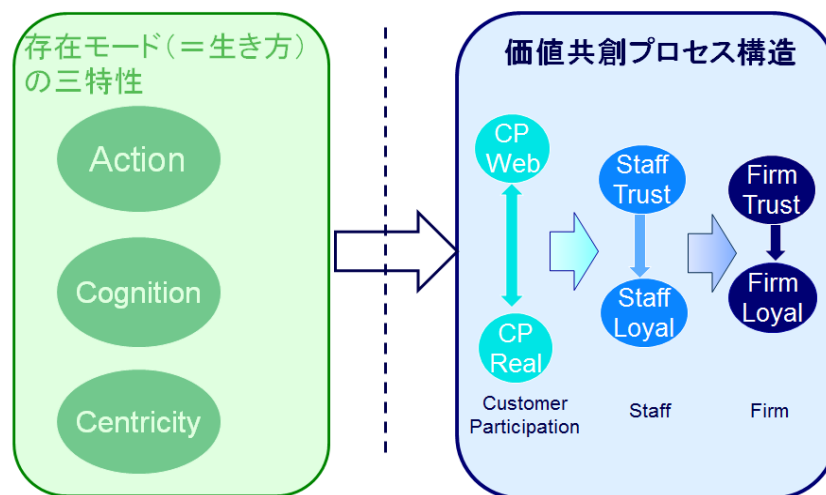 存在モード(=生き方)
の三特性
Action
Cognition
Centricity
価値共創プロセス構造
CP
Web
CP
Real
Customer
Participation
Staff
Trust
Staff
Loyal
Staff
Firm
Trust
Firm
Loyal
Firm